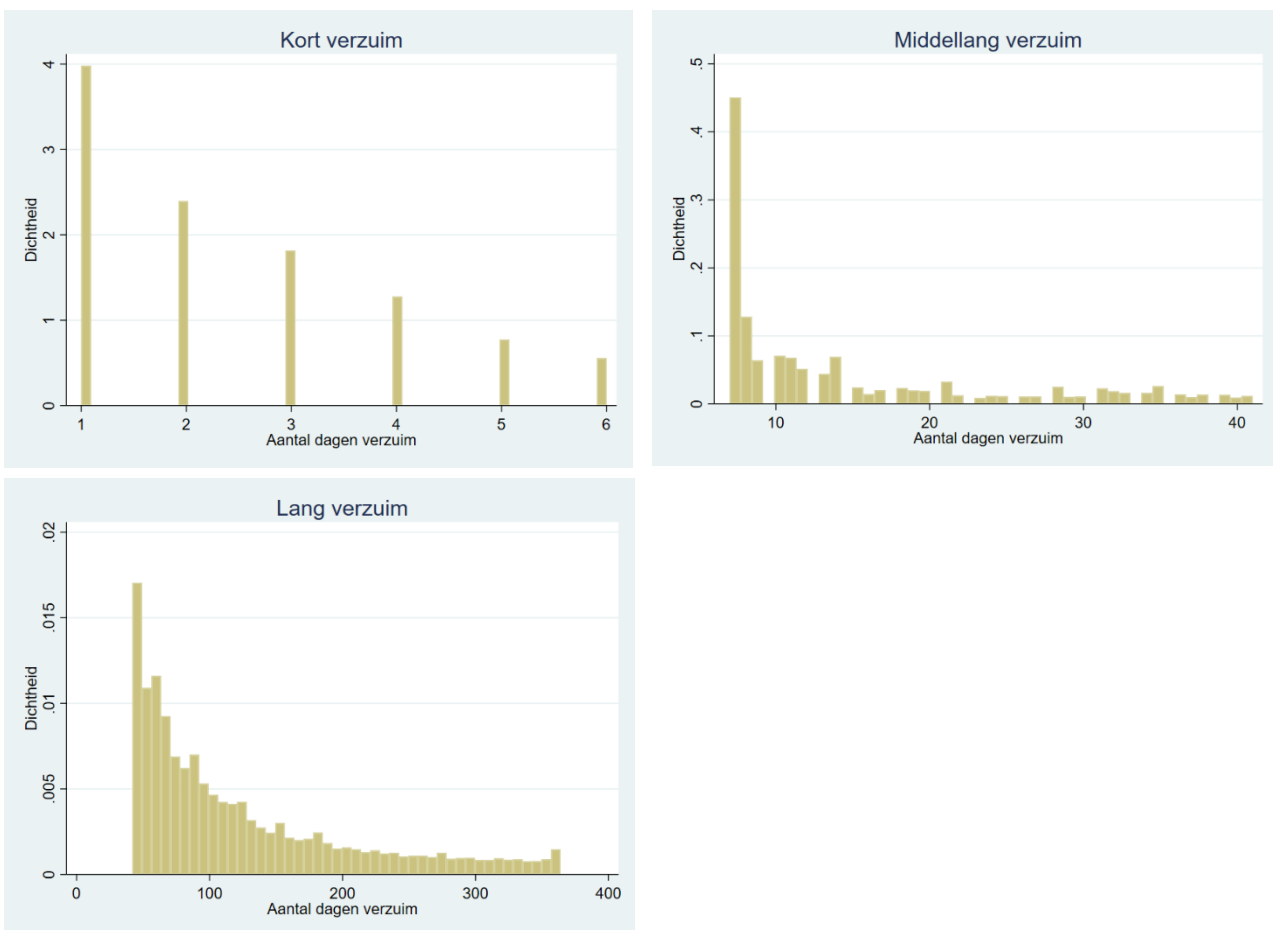 Kort verzuim
4
3
2
1
0
Dichtheid
1 2 3 4 5 6
Aantal dagen verzuim
Middellang verzuim
.5
.4
.3
.2
.1
0
Dichtheid
10 20 30 40
Aantal dagen verzuim
Lang verzuim
.02
.015
.01
.005
0
Dichtheid
0 100 200 300 400
Aantal dagen verzuim